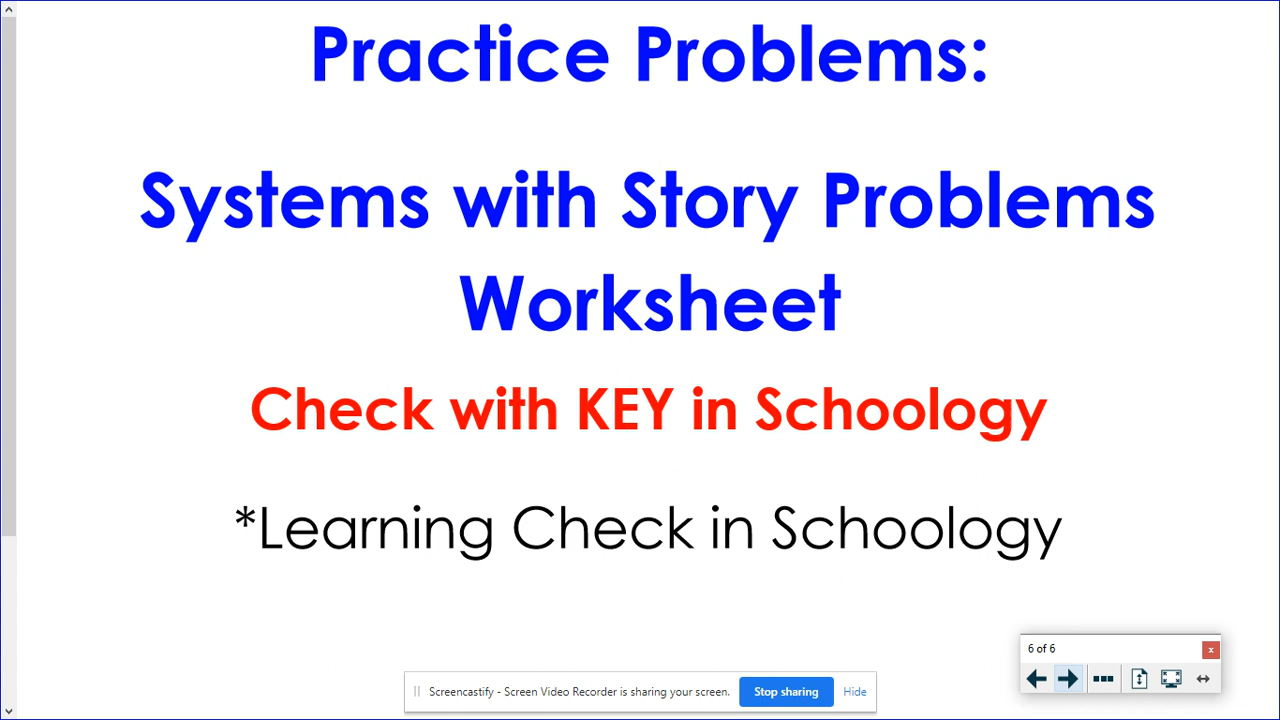 Practice Problems:
Systems with Story Problems
Worksheet
Check with KEY in Schoology
*Learning Check in Schoology
6 of 6
x
Screencastify - Screen Video Recorder is sharing your screen.
Stop sharing
Hide